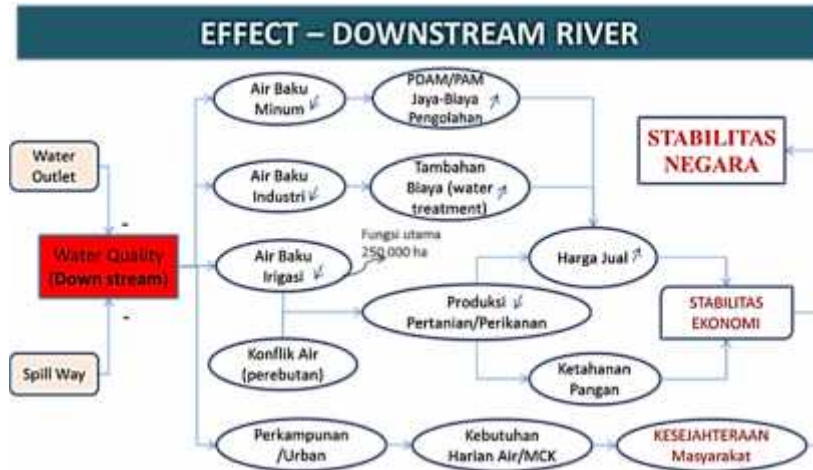 EFFECT – DOWNSTREAM RIVER
Water
Outlet
-
Water Quality
(Down stream)
-
Spill Way
Air Baku
Minum ↙
PDAM/PAM
Jaya-Biaya ↗
Pengolahan
Air Baku
Industri ↙
Tambahan
Biaya (water ↗
treatment)
Air Baku
Irigasi ↙
Fungsi utama
250.000 ha
Konflik Air
(perebutan)
Produksi ↙
Pertanian/Perikanan
Harga Jual ↗
Ketahanan
Pangan
Perkampunan
/Urban
Kebutuhan
Harian Air/MCK
KESEJAHTERAAN
Masyarakat
STABILITAS
EKONOMI
STABILITAS
NEGARA